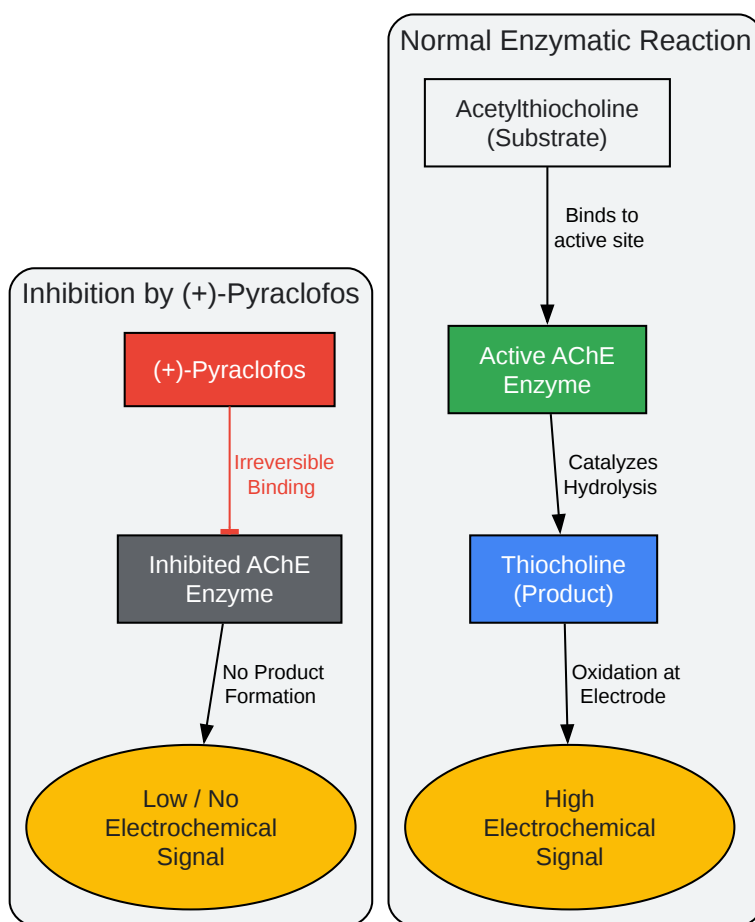 Normal Enzymatic Reaction
Acetylthiocholine
(Substrate)
Binds to
active site
Active AChE
Enzyme
Catalyzes
Hydrolysis
Thiocholine
(Product)
Oxidation at
Electrode
High
Electrochemical
Signal
Inhibition by (+)-Pyraclofos
(+)-Pyraclofos
Irreversible
Binding
Inhibited AChE
Enzyme
No Product
Formation
Low / No
Electrochemical
Signal